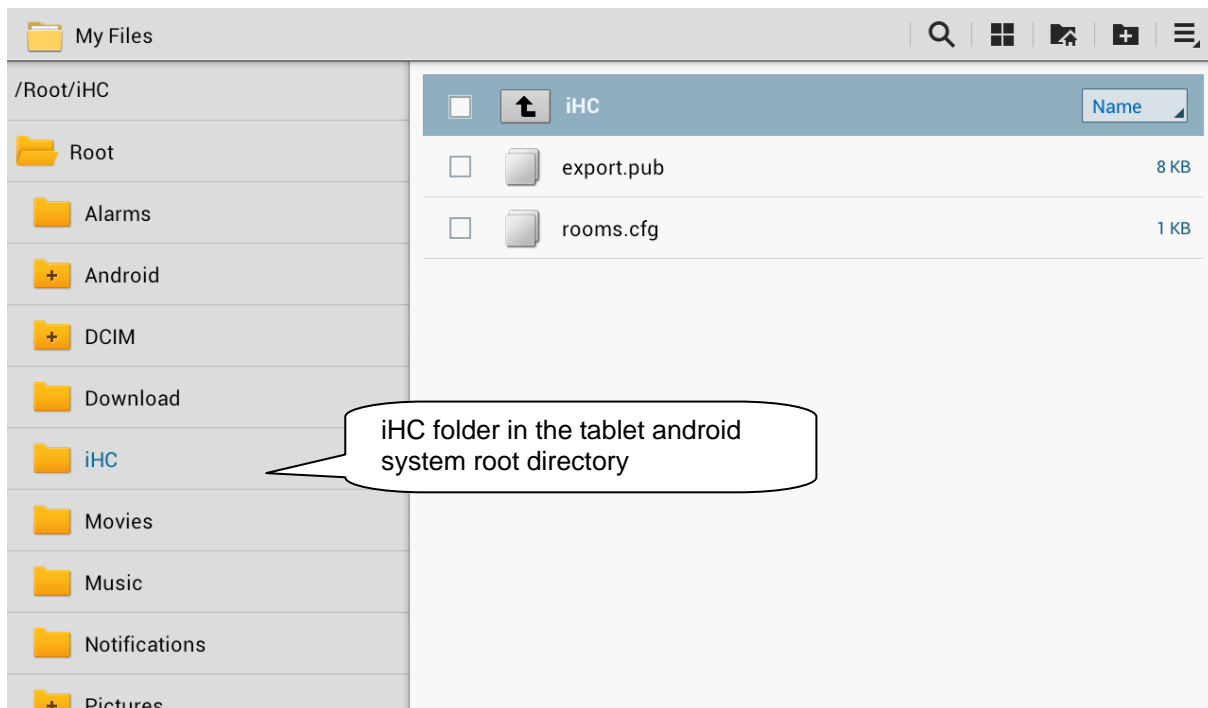 My Files
/Root/iHC
Root
Alarms
Android
DCIM
Download
iHC
Movies
Music
Notifications
Pictures
iHC
Name
export.pub
8 KB
rooms.cfg
1 KB
iHC folder in the tablet android
system root directory